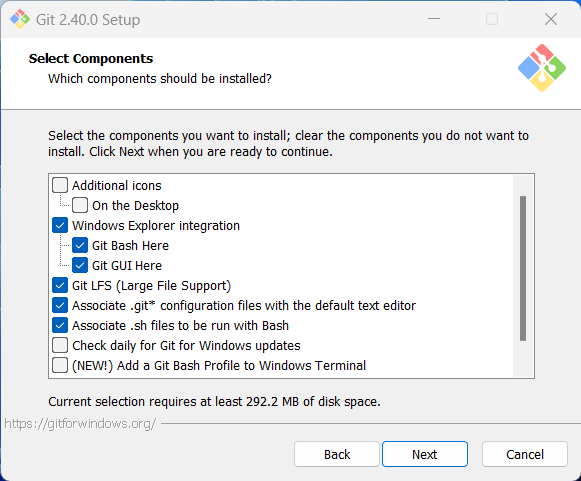 Git 2.40.0 Setup
Select Components
Which components should be installed?
Select the components you want to install; clear the components you do not want to
install. Click Next when you are ready to continue.
Additional icons
On the Desktop
Windows Explorer integration
Git Bash Here
Git GUI Here
Git LFS (Large File Support)
Associate .git* configuration files with the default text editor
Associate .sh files to be run with Bash
Check daily for Git for Windows updates
(NEW!) Add a Git Bash Profile to Windows Terminal
Current selection requires at least 292.2 MB of disk space.
https://gitforwindows.org/
Back
Next
Cancel